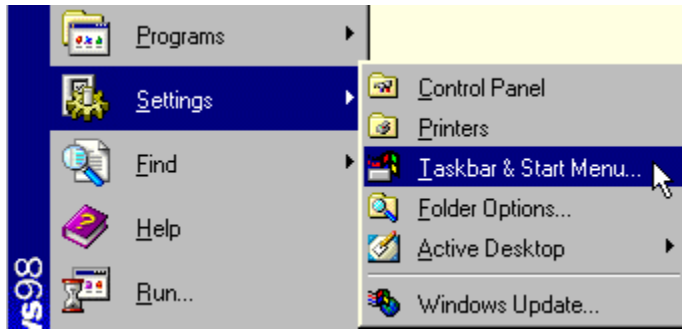 Programs
Settings
Find
Help
Run...
Control Panel
Printers
Taskbar & Start Menu...
Folder Options...
Active Desktop
Windows Update...
ws98